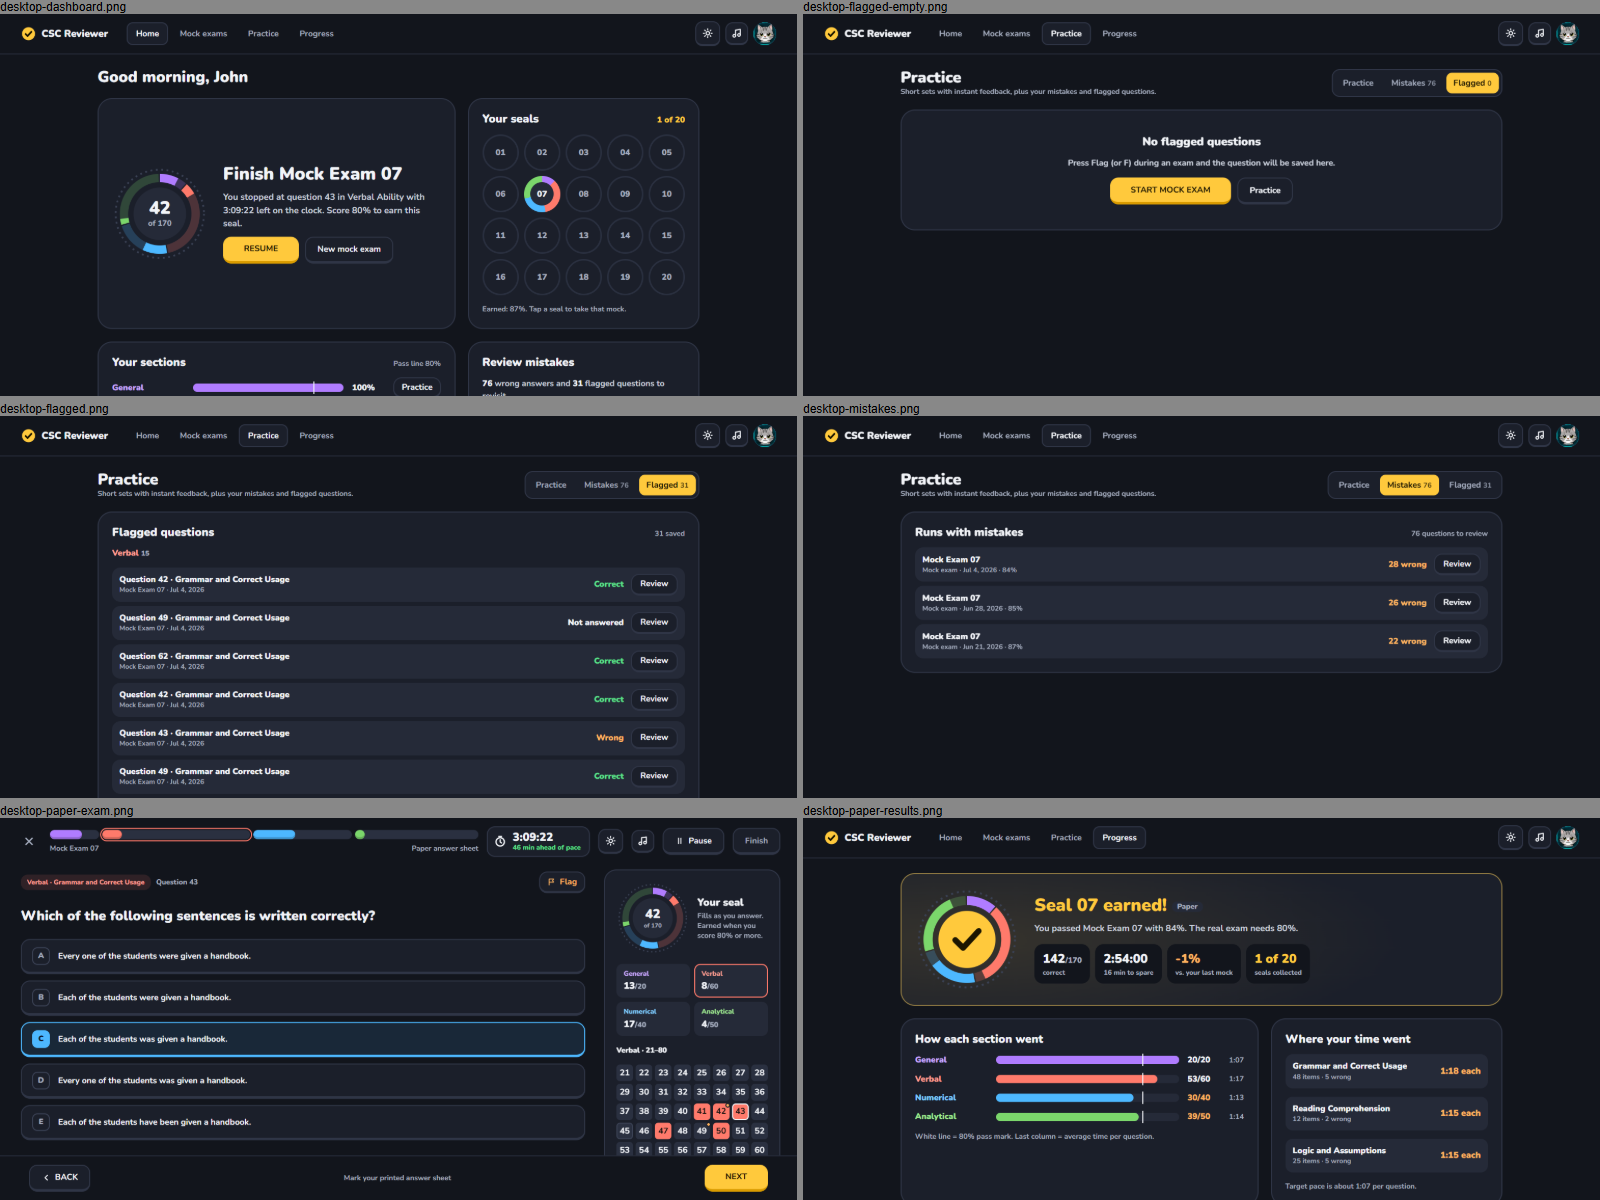 desktop-dashboard.png
CSC Reviewer Home Mock exams Practice Progress
Good morning, John
42
of 170
Finish Mock Exam 07
You stopped at question 43 in Verbal Ability with
3:09:22 left on the clock. Score 80% to earn this
seal.
RESUME New mock exam
Your seals 1 of 20
01 02 03 04 05
06 07 08 09 10
11 12 13 14 15
16 17 18 19 20
Earned: 87%. Tap a seal to take that mock.
Your sections Pass line 80%
General 100% Practice
Review mistakes
76 wrong answers and 31 flagged questions to
revisit.
desktop-flagged-empty.png
CSC Reviewer Home Mock exams Practice Progress
Practice
Short sets with instant feedback, plus your mistakes and flagged questions.
Practice Mistakes 76 Flagged 0
No flagged questions
Press Flag (or F) during an exam and the question will be saved here.
START MOCK EXAM Practice
desktop-flagged.png
CSC Reviewer Home Mock exams Practice Progress
Practice
Short sets with instant feedback, plus your mistakes and flagged questions.
Practice Mistakes 76 Flagged 31
Flagged questions 31 saved
Verbal 15
Question 42 · Grammar and Correct Usage
Mock Exam 07 · Jul 4, 2026
Correct Review
Question 49 · Grammar and Correct Usage
Mock Exam 07 · Jul 4, 2026
Not answered Review
Question 62 · Grammar and Correct Usage
Mock Exam 07 · Jul 4, 2026
Correct Review
Question 42 · Grammar and Correct Usage
Mock Exam 07 · Jul 4, 2026
Correct Review
Question 43 · Grammar and Correct Usage
Mock Exam 07 · Jul 4, 2026
Wrong Review
Question 49 · Grammar and Correct Usage
Mock Exam 07 · Jul 4, 2026
Correct Review
desktop-mistakes.png
CSC Reviewer Home Mock exams Practice Progress
Practice
Short sets with instant feedback, plus your mistakes and flagged questions.
Practice Mistakes 76 Flagged 31
Runs with mistakes 76 questions to review
Mock Exam 07
Mock exam · Jul 4, 2026 · 84%
28 wrong Review
Mock Exam 07
Mock exam · Jun 28, 2026 · 85%
26 wrong Review
Mock Exam 07
Mock exam · Jun 21, 2026 · 87%
22 wrong Review
desktop-paper-exam.png
Mock Exam 07 Paper answer sheet
3:09:22
46 min ahead of pace
Pause Finish
Verbal · Grammar and Correct Usage Question 43 Flag
Which of the following sentences is written correctly?
A Every one of the students were given a handbook.
B Each of the students were given a handbook.
C Each of the students was given a handbook.
D Every one of the students was given a handbook.
E Each of the students have been given a handbook.
42
of 170
Your seal
Fills as you answer.
Earned when you
score 80% or more.
General
13/20
Verbal
8/60
Numerical
17/40
Analytical
4/50
Verbal · 21–80
21 22 23 24 25 26 27 28
29 30 31 32 33 34 35 36
37 38 39 40 41 42 43 44
45 46 47 48 49 50 51 52
53 54 55 56 57 58 59 60
BACK Mark your printed answer sheet NEXT
desktop-paper-results.png
CSC Reviewer Home Mock exams Practice Progress
Seal 07 earned! Paper
You passed Mock Exam 07 with 84%. The real exam needs 80%.
142/170
correct
2:54:00
16 min to spare
-1%
vs. your last mock
1 of 20
seals collected
How each section went
General 20/20 1:07
Verbal 53/60 1:17
Numerical 30/40 1:13
Analytical 39/50 1:14
White line = 80% pass mark. Last column = average time per question.
Where your time went
Grammar and Correct Usage
48 items · 5 wrong
1:18 each
Reading Comprehension
12 items · 2 wrong
1:15 each
Logic and Assumptions
25 items · 5 wrong
1:15 each
Target pace is about 1:07 per question.